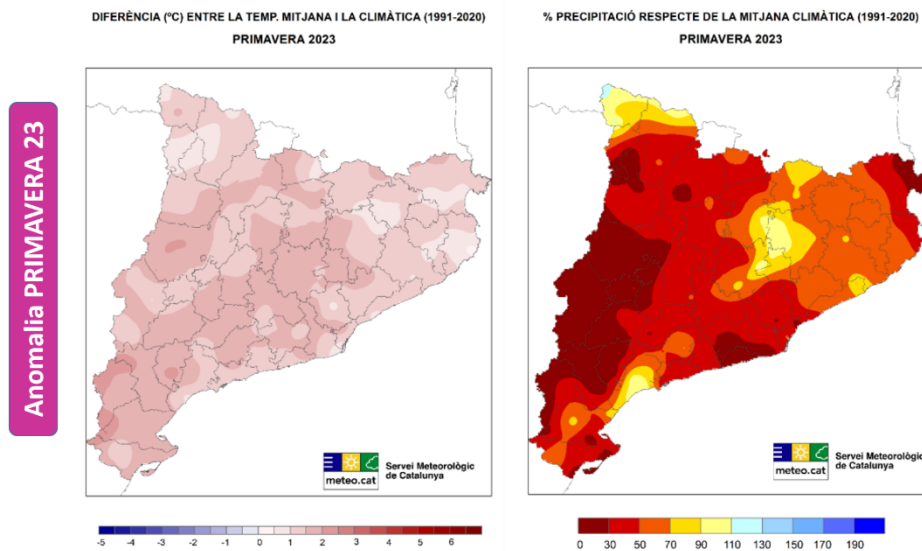 DIFERÈNCIA (ºC) ENTRE LA TEMP. MITJANA I LA CLIMÀTICA (1991-2020)
PRIMAVERA 2023
% PRECIPITACIÓ RESPECTE DE LA MITJANA CLIMÀTICA (1991-2020)
PRIMAVERA 2023
Anomalia PRIMAVERA 23
meteo.cat
Servei Meteorològic
de Catalunya
meteo.cat
Servei Meteorològic
de Catalunya
-5 -4 -3 -2 -1 0 1 2 3 4 5 6
0 30 50 70 90 110 130 150 170 190